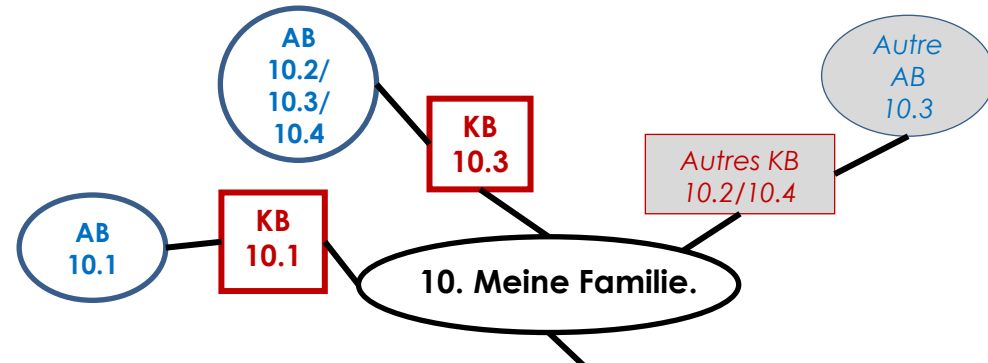 AB
10.2/
10.3/
10.4
Autre
AB
10.3
KB
10.3
Autres KB
10.2/10.4
AB
10.1
KB
10.1
10. Meine Familie.